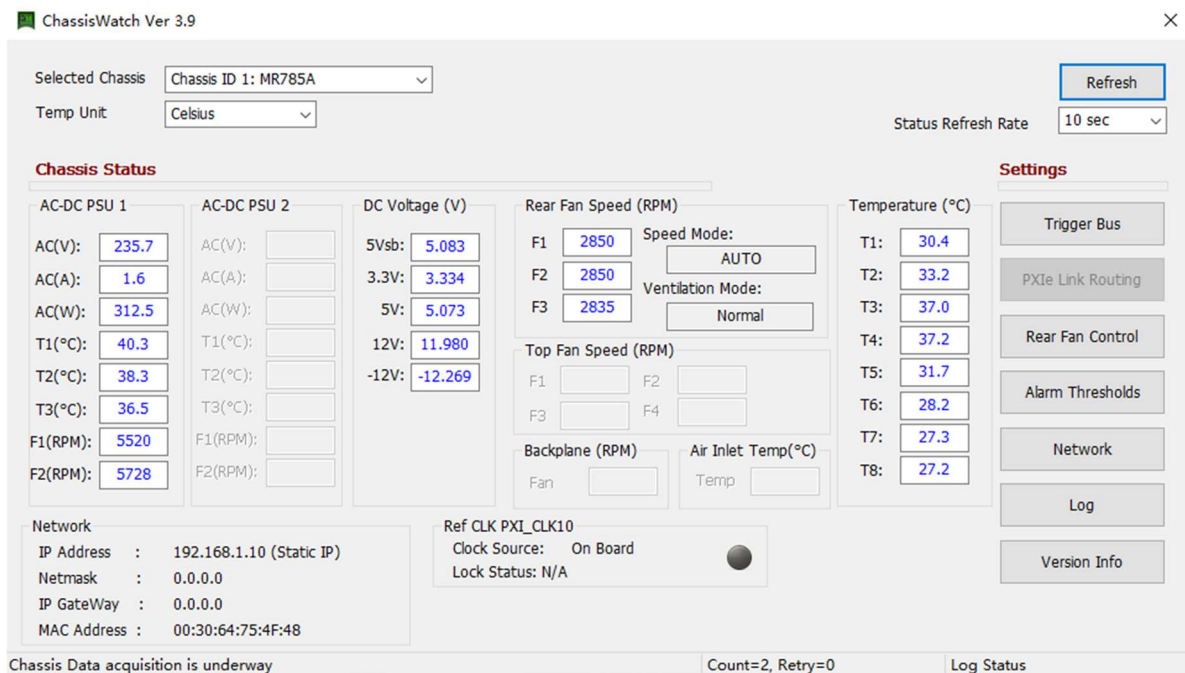 ChassisWatch Ver 3.9
Selected Chassis Chassis ID 1: MR785A
Refresh
Temp Unit Celsius
Status Refresh Rate 10 sec
Chassis Status
Settings
AC-DC PSU 1
AC(V): 235.7
AC(A): 1.6
AC(W): 312.5
T1(°C): 40.3
T2(°C): 38.3
T3(°C): 36.5
F1(RPM): 5520
F2(RPM): 5728
AC-DC PSU 2
AC(V):
AC(A):
AC(W):
T1(°C):
T2(°C):
T3(°C):
F1(RPM):
F2(RPM):
DC Voltage (V)
5Vsb: 5.083
3.3V: 3.334
5V: 5.073
12V: 11.980
-12V: -12.269
Rear Fan Speed (RPM)
F1 2850
F2 2850
F3 2835
Speed Mode:
AUTO
Ventilation Mode:
Normal
Top Fan Speed (RPM)
F1 F2
F3 F4
Backplane (RPM)
Fan
Air Inlet Temp(°C)
Temp
Temperature (°C)
T1: 30.4
T2: 33.2
T3: 37.0
T4: 37.2
T5: 31.7
T6: 28.2
T7: 27.3
T8: 27.2
Trigger Bus
PXIe Link Routing
Rear Fan Control
Alarm Thresholds
Network
Log
Version Info
Network
IP Address : 192.168.1.10 (Static IP)
Netmask : 0.0.0.0
IP GateWay : 0.0.0.0
MAC Address : 00:30:64:75:4F:48
Ref CLK PXI_CLK10
Clock Source: On Board
Lock Status: N/A
Chassis Data acquisition is underway
Count=2, Retry=0
Log Status